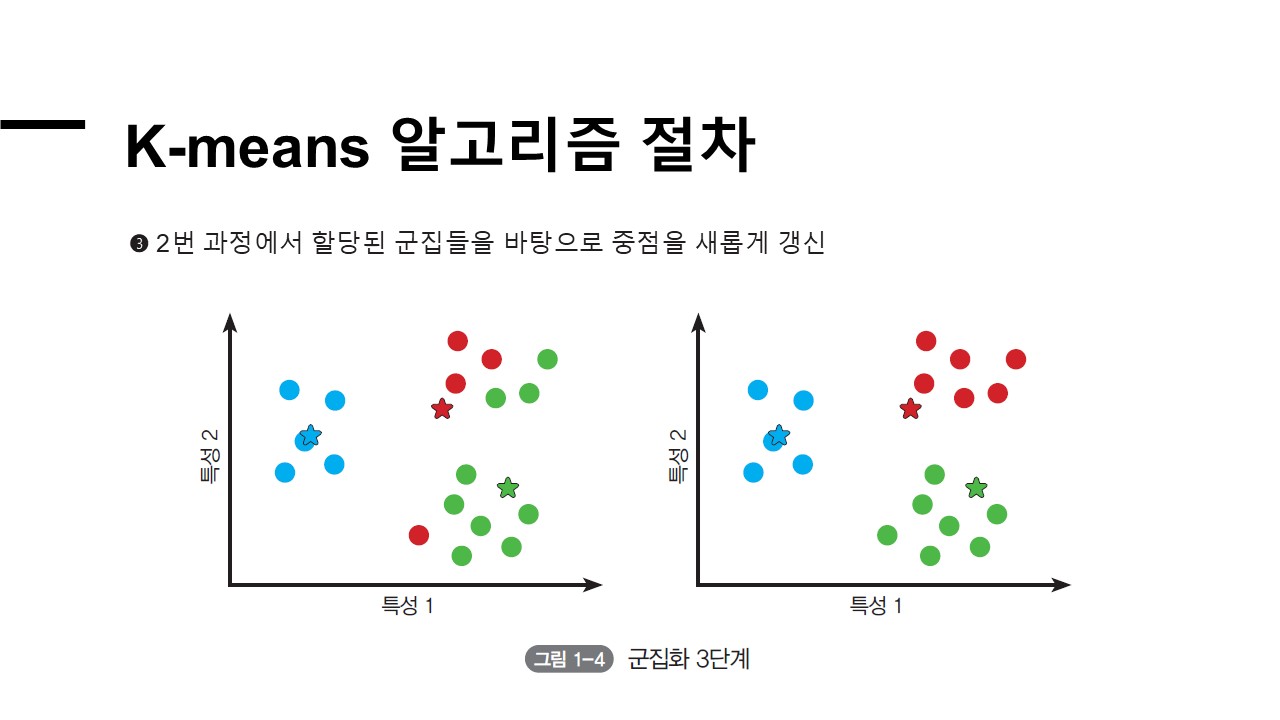 K-means 알고리즘 절차
❸ 2번 과정에서 할당된 군집들을 바탕으로 중점을 새롭게 갱신
특성 2
특성 1
특성 2
특성 1
그림 1-4 군집화 3단계